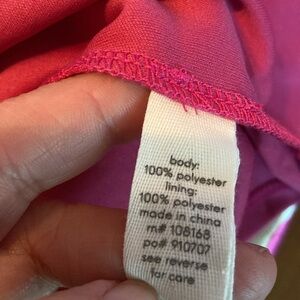 body:
100% polyester
lining:
100% polyester
made in china
rn# 108168
po# 910707
see reverse
for care